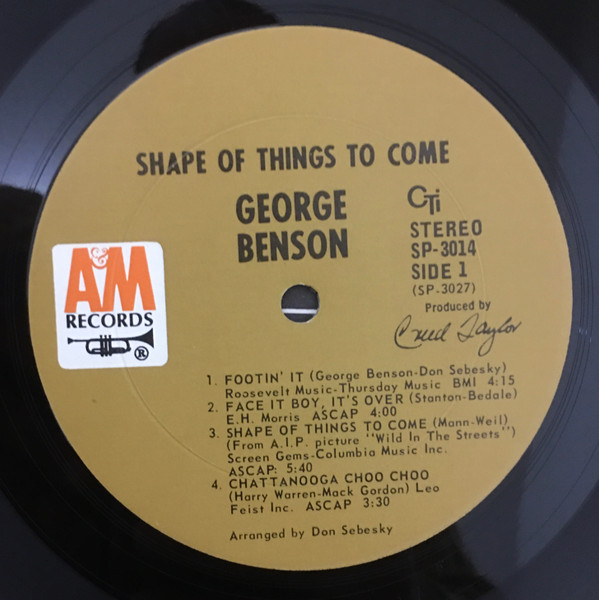 SHAPE OF THINGS TO COME
GEORGE
BENSON
CTi
STEREO
SP-3014
SIDE 1
(SP-3027)
Produced by
Creed Taylor
A&M
RECORDS
®
1. FOOTIN' IT (George Benson-Don Sebesky)
Roosevelt Music-Thursday Music BMI 4:15
2. FACE IT BOY, IT'S OVER (Stanton-Bedale)
E.H. Morris ASCAP 4:00
3. SHAPE OF THINGS TO COME (Mann-Weil)
(From A.I.P. picture "Wild In The Streets")
Screen Gems-Columbia Music Inc.
ASCAP: 5:40
4. CHATTANOOGA CHOO CHOO
(Harry Warren-Mack Gordon) Leo
Feist Inc. ASCAP 3:30
Arranged by Don Sebesky